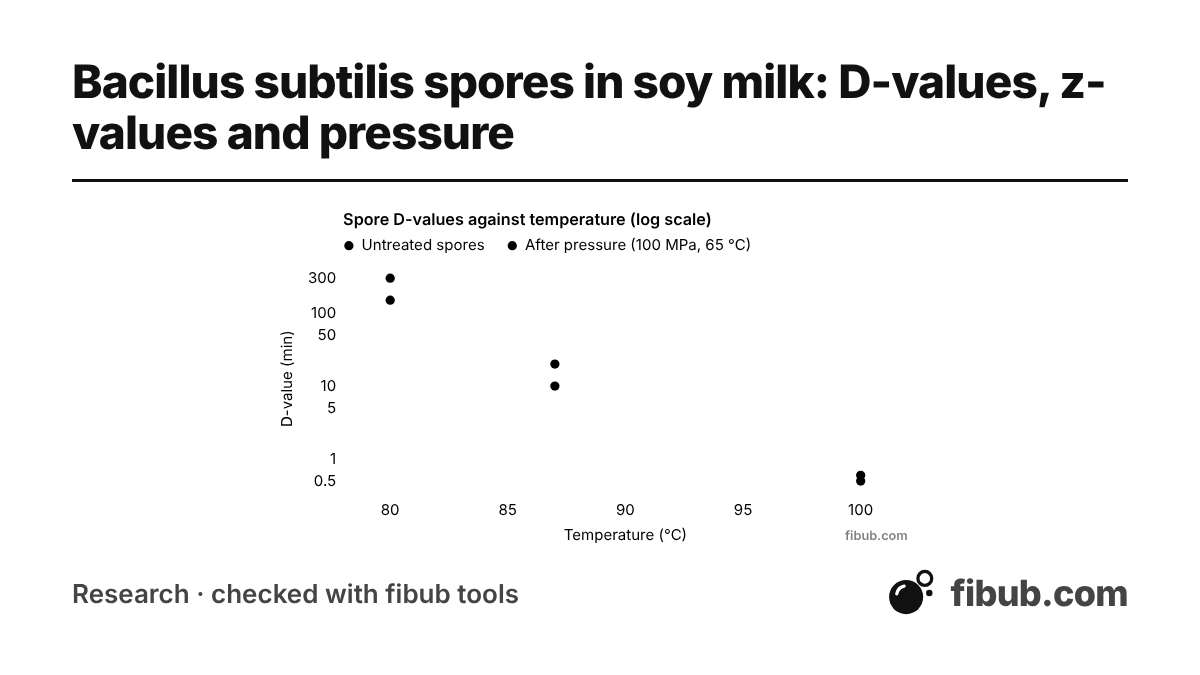 Bacillus subtilis spores in soy milk: D-values, z-
values and pressure
Spore D-values against temperature (log scale)
Untreated spores After pressure (100 MPa, 65 °C)
300
100
50
10
5
1
0.5
D-value (min)
80 85 90 95 100
Temperature (°C)
fibub.com
Research · checked with fibub tools
fibub.com